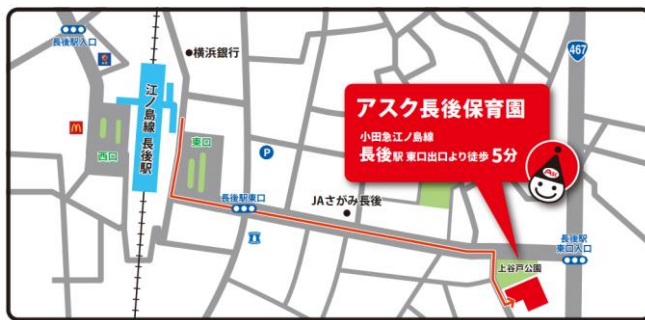 長後駅入口
横浜銀行
467
江ノ島線 長後駅
アスク長後保育園
小田急江ノ島線
長後駅 東口出口より徒歩 5分
西口
東口
P
長後駅東口
JAさがみ長後
長後駅
東口入口
上谷戸公園